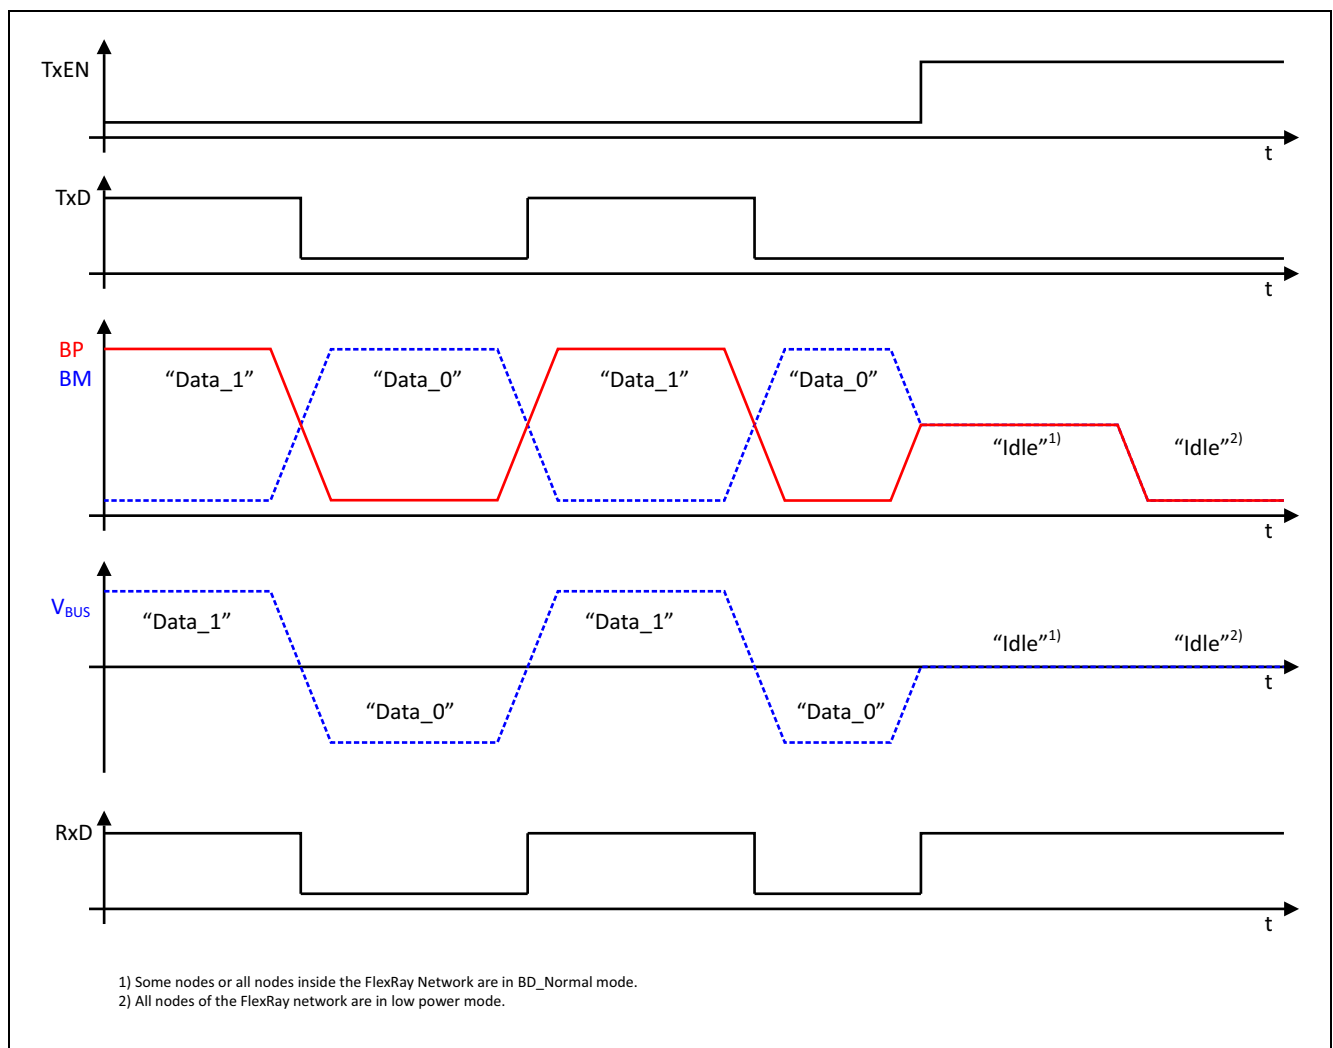 TxEN
t
TxD
t
BP
BM
“Data_1” “Data_0” “Data_1” “Data_0”
“Idle”1) “Idle”2)
t
VBUS
“Data_1” “Data_1”
“Idle”1) “Idle”2)
t
“Data_0” “Data_0”
RxD
t
1) Some nodes or all nodes inside the FlexRay Network are in BD_Normal mode.
2) All nodes of the FlexRay network are in low power mode.